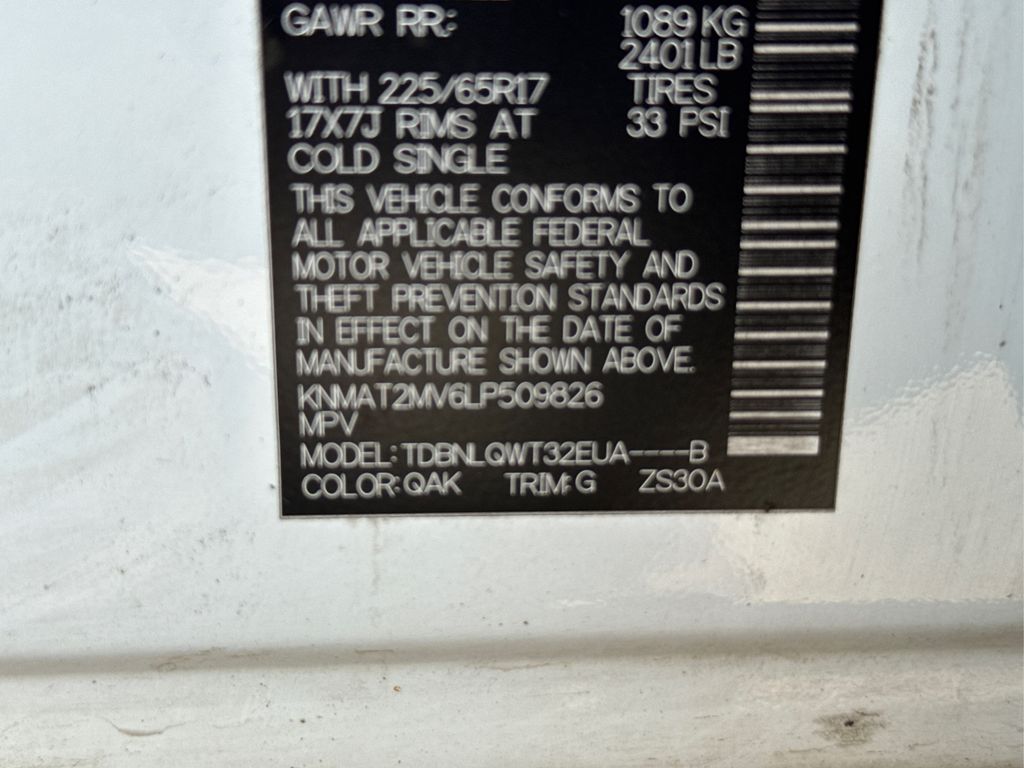 GAWR RR: 1089 KG
2401 LB
WITH 225/65R17 TIRES
17X7J RIMS AT 33 PSI
COLD SINGLE
THIS VEHICLE CONFORMS TO
ALL APPLICABLE FEDERAL
MOTOR VEHICLE SAFETY AND
THEFT PREVENTION STANDARDS
IN EFFECT ON THE DATE OF
MANUFACTURE SHOWN ABOVE.
KNMAT2MV6LP509826
MPV
MODEL: TDBNLQWT32EUA----B
COLOR: QAK TRIM: G ZS30A